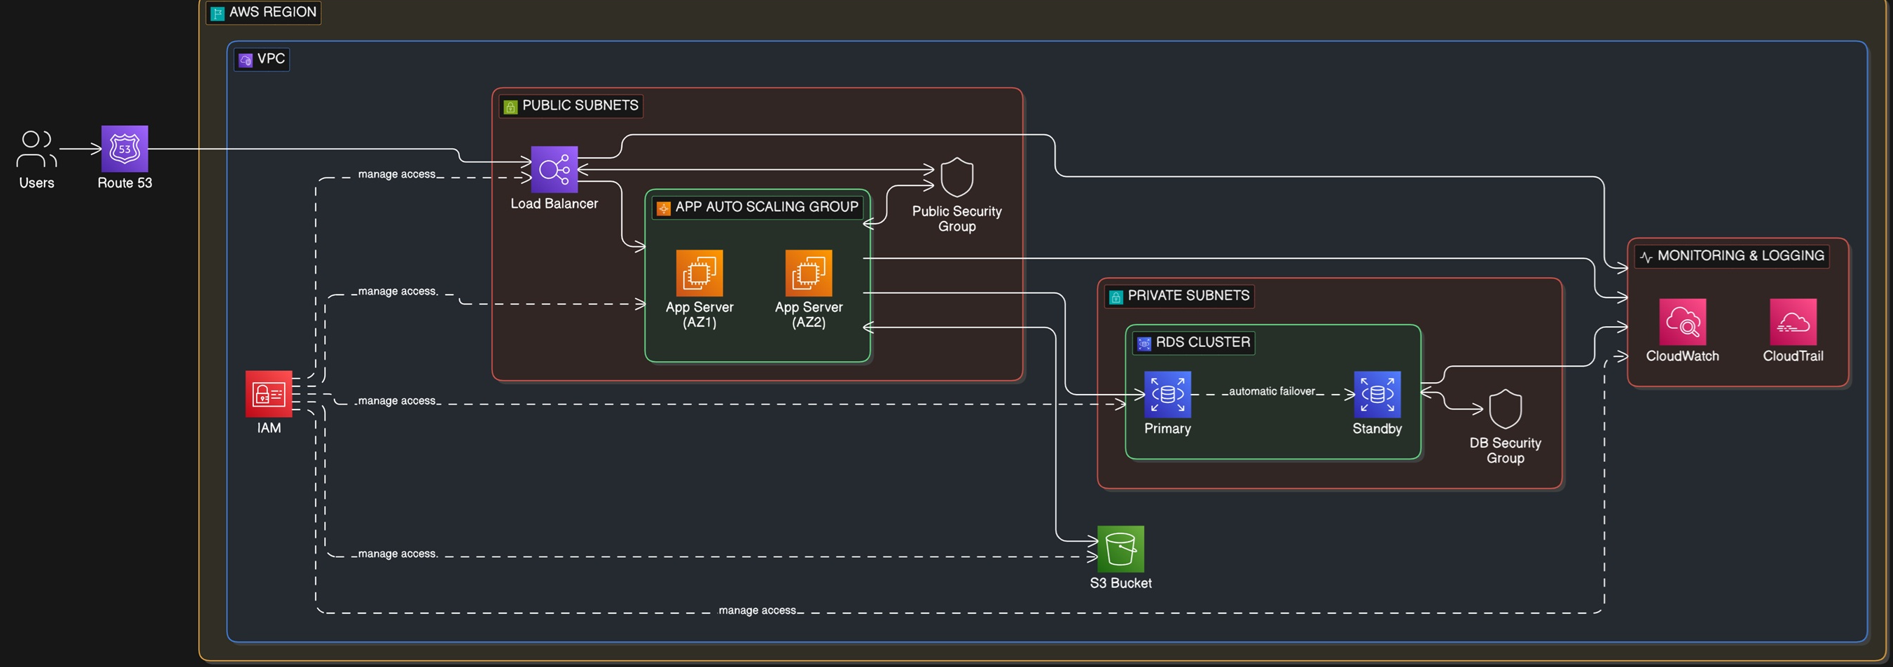 AWS REGION
VPC
PUBLIC SUBNETS
Users
53
Route 53
manage access
Load Balancer
APP AUTO SCALING GROUP
Public Security
Group
App Server
(AZ1)
App Server
(AZ2)
manage access
MONITORING & LOGGING
CloudWatch
CloudTrail
PRIVATE SUBNETS
RDS CLUSTER
Primary
automatic failover
Standby
DB Security
Group
IAM
manage access
manage access
S3 Bucket
manage access